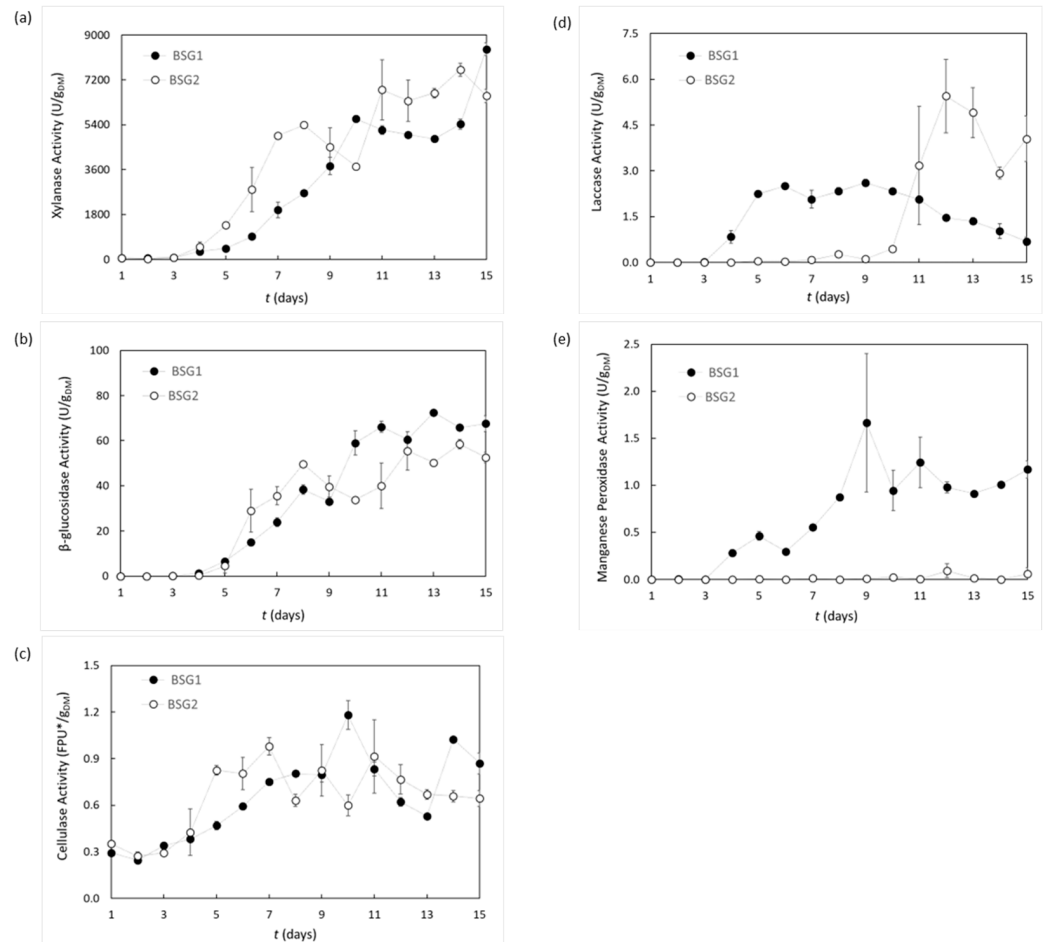 (a)
Xylanase Activity (U/gDM)
9000
7200
5400
3600
1800
0
BSG1
BSG2
1 3 5 7 9 11 13 15
t (days)
(b)
β-glucosidase Activity (U/gDM)
100
80
60
40
20
0
BSG1
BSG2
1 3 5 7 9 11 13 15
t (days)
(c)
Cellulase Activity (FPU*/gDM)
1.5
1.2
0.9
0.6
0.3
0.0
BSG1
BSG2
1 3 5 7 9 11 13 15
t (days)
(d)
Laccase Activity (U/gDM)
7.5
6.0
4.5
3.0
1.5
0.0
BSG1
BSG2
1 3 5 7 9 11 13 15
t (days)
(e)
Manganese Peroxidase Activity (U/gDM)
2.5
2.0
1.5
1.0
0.5
0.0
BSG1
BSG2
1 3 5 7 9 11 13 15
t (days)